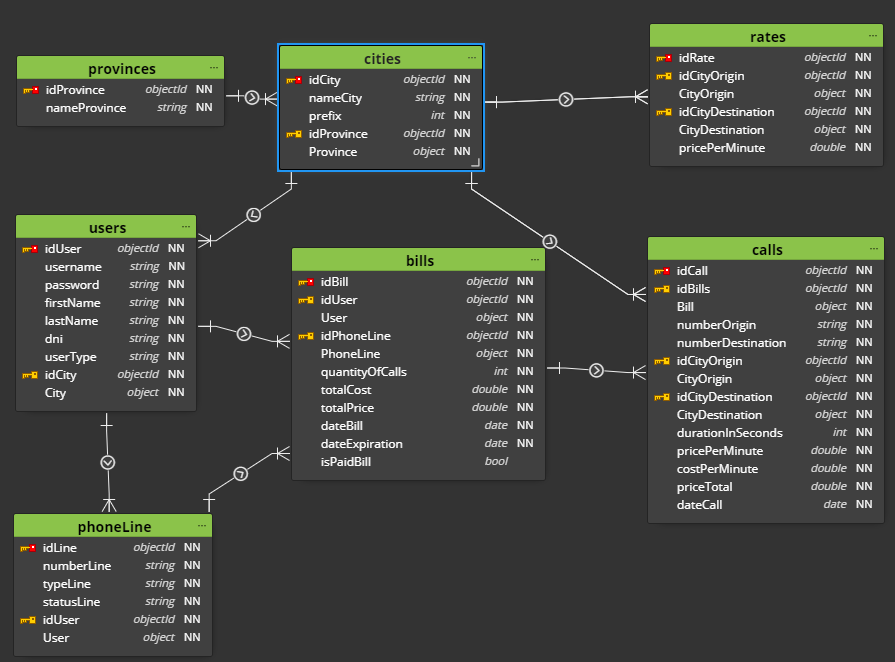 provinces ...
idProvince objectId NN
nameProvince string NN
cities ...
idCity objectId NN
nameCity string NN
prefix int NN
idProvince objectId NN
Province object NN
rates ...
idRate objectId NN
idCityOrigin objectId NN
CityOrigin object NN
idCityDestination objectId NN
CityDestination object NN
pricePerMinute double NN
users ...
idUser objectId NN
username string NN
password string NN
firstName string NN
lastName string NN
dni string NN
userType string NN
idCity objectId NN
City object NN
bills ...
idBill objectId NN
idUser objectId NN
User object NN
idPhoneLine objectId NN
PhoneLine object NN
quantityOfCalls int NN
totalCost double NN
totalPrice double NN
dateBill date NN
dateExpiration date NN
isPaidBill bool
calls ...
idCall objectId NN
idBills objectId NN
Bill object NN
numberOrigin string NN
numberDestination string NN
idCityOrigin objectId NN
CityOrigin object NN
idCityDestination objectId NN
CityDestination object NN
durationInSeconds int NN
pricePerMinute double NN
costPerMinute double NN
priceTotal double NN
dateCall date NN
phoneLine ...
idLine objectId NN
numberLine string NN
typeLine string NN
statusLine string NN
idUser objectId NN
User object NN